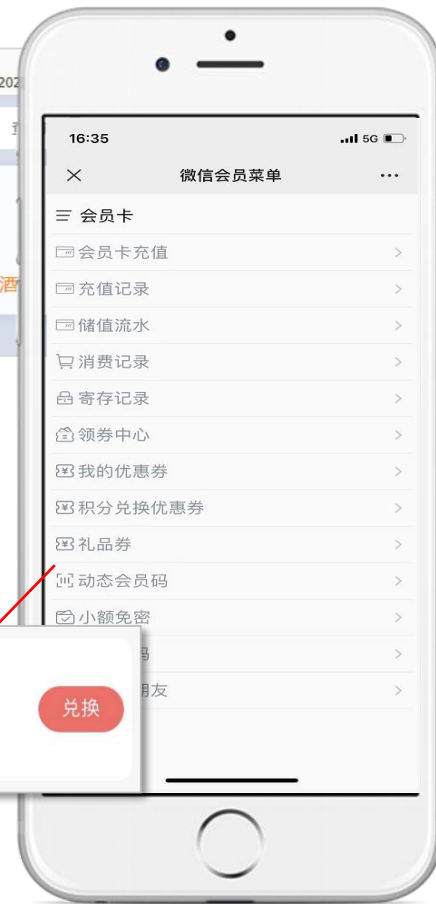 202
16:35
5G
微信会员菜单
会员卡
会员卡充值
充值记录
储值流水
消费记录
寄存记录
领券中心
我的优惠券
积分兑换优惠券
礼品券
动态会员码
小额免密
码
朋友
兑换
酒